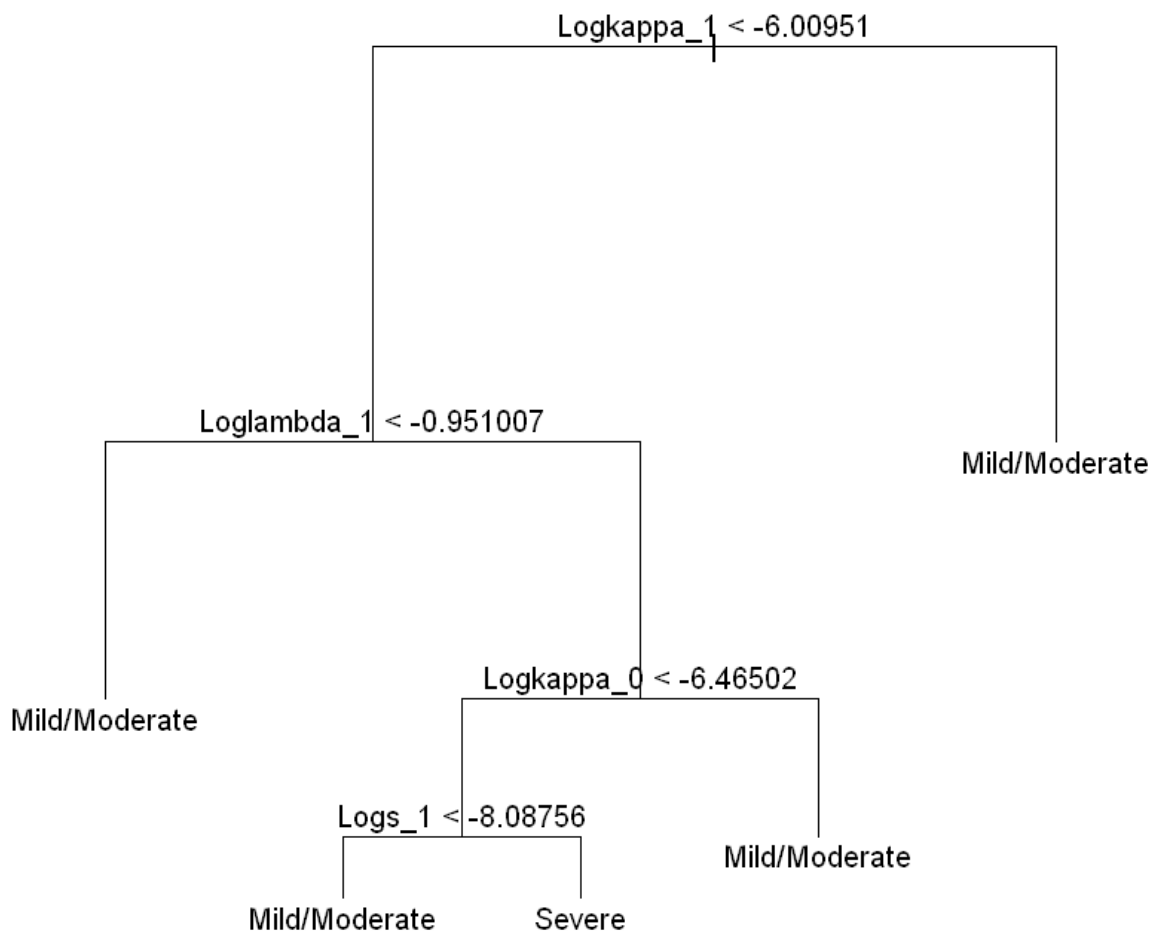 Logkappa_1 < -6.00951
Loglambda_1 < -0.951007
Mild/Moderate
Logkappa_0 < -6.46502
Mild/Moderate
Logs_1 < -8.08756
Mild/Moderate
Mild/Moderate
Severe